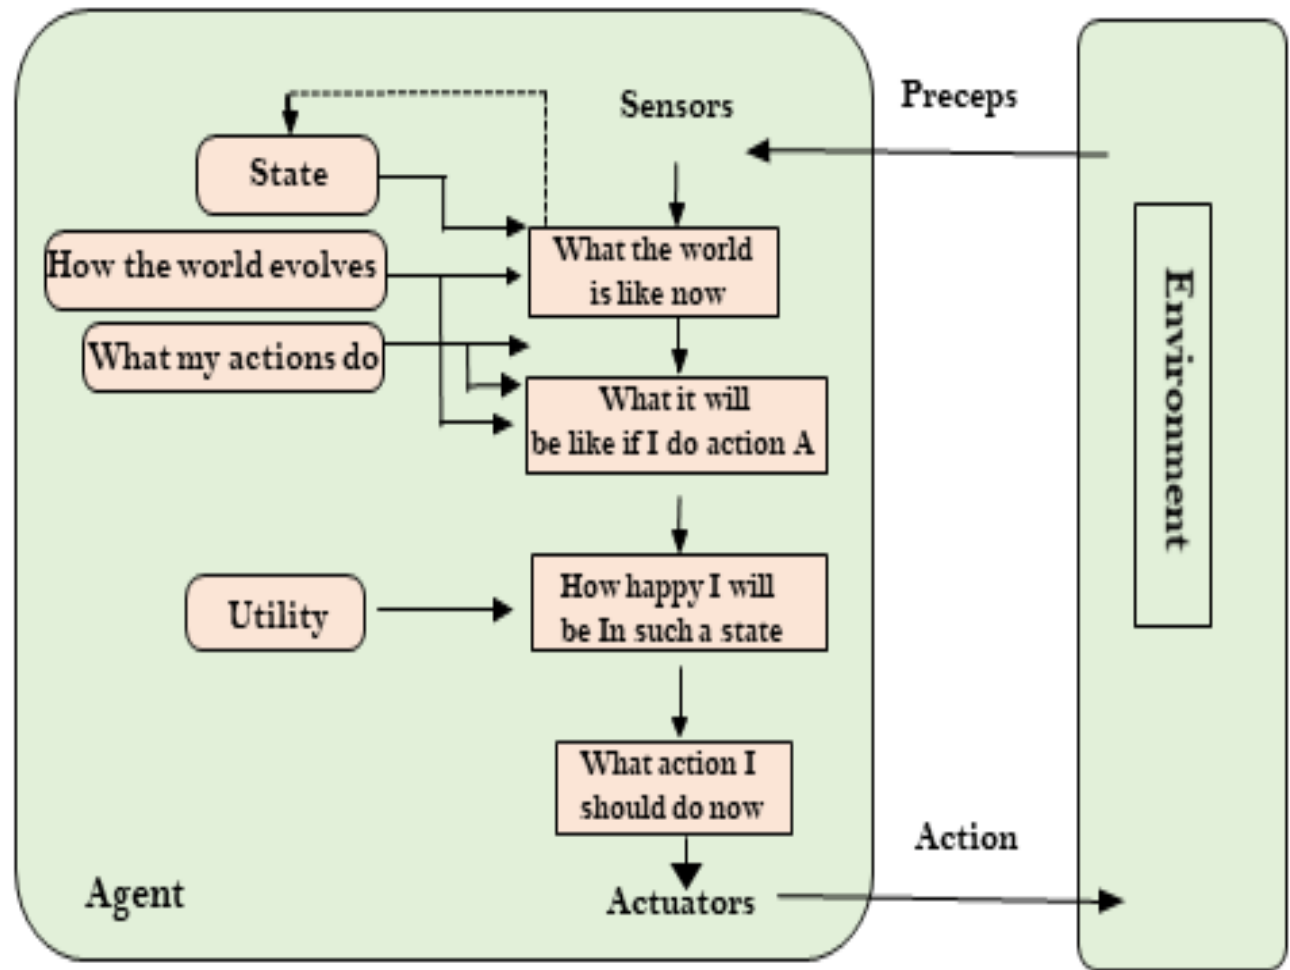 Preceps
Sensors
State
What the world
is like now
How the world evolves
What my actions do
What it will
be like if I do action A
Environment
How happy I will
be In such a state
Utility
What action I
should do now
Action
Agent
Actuators